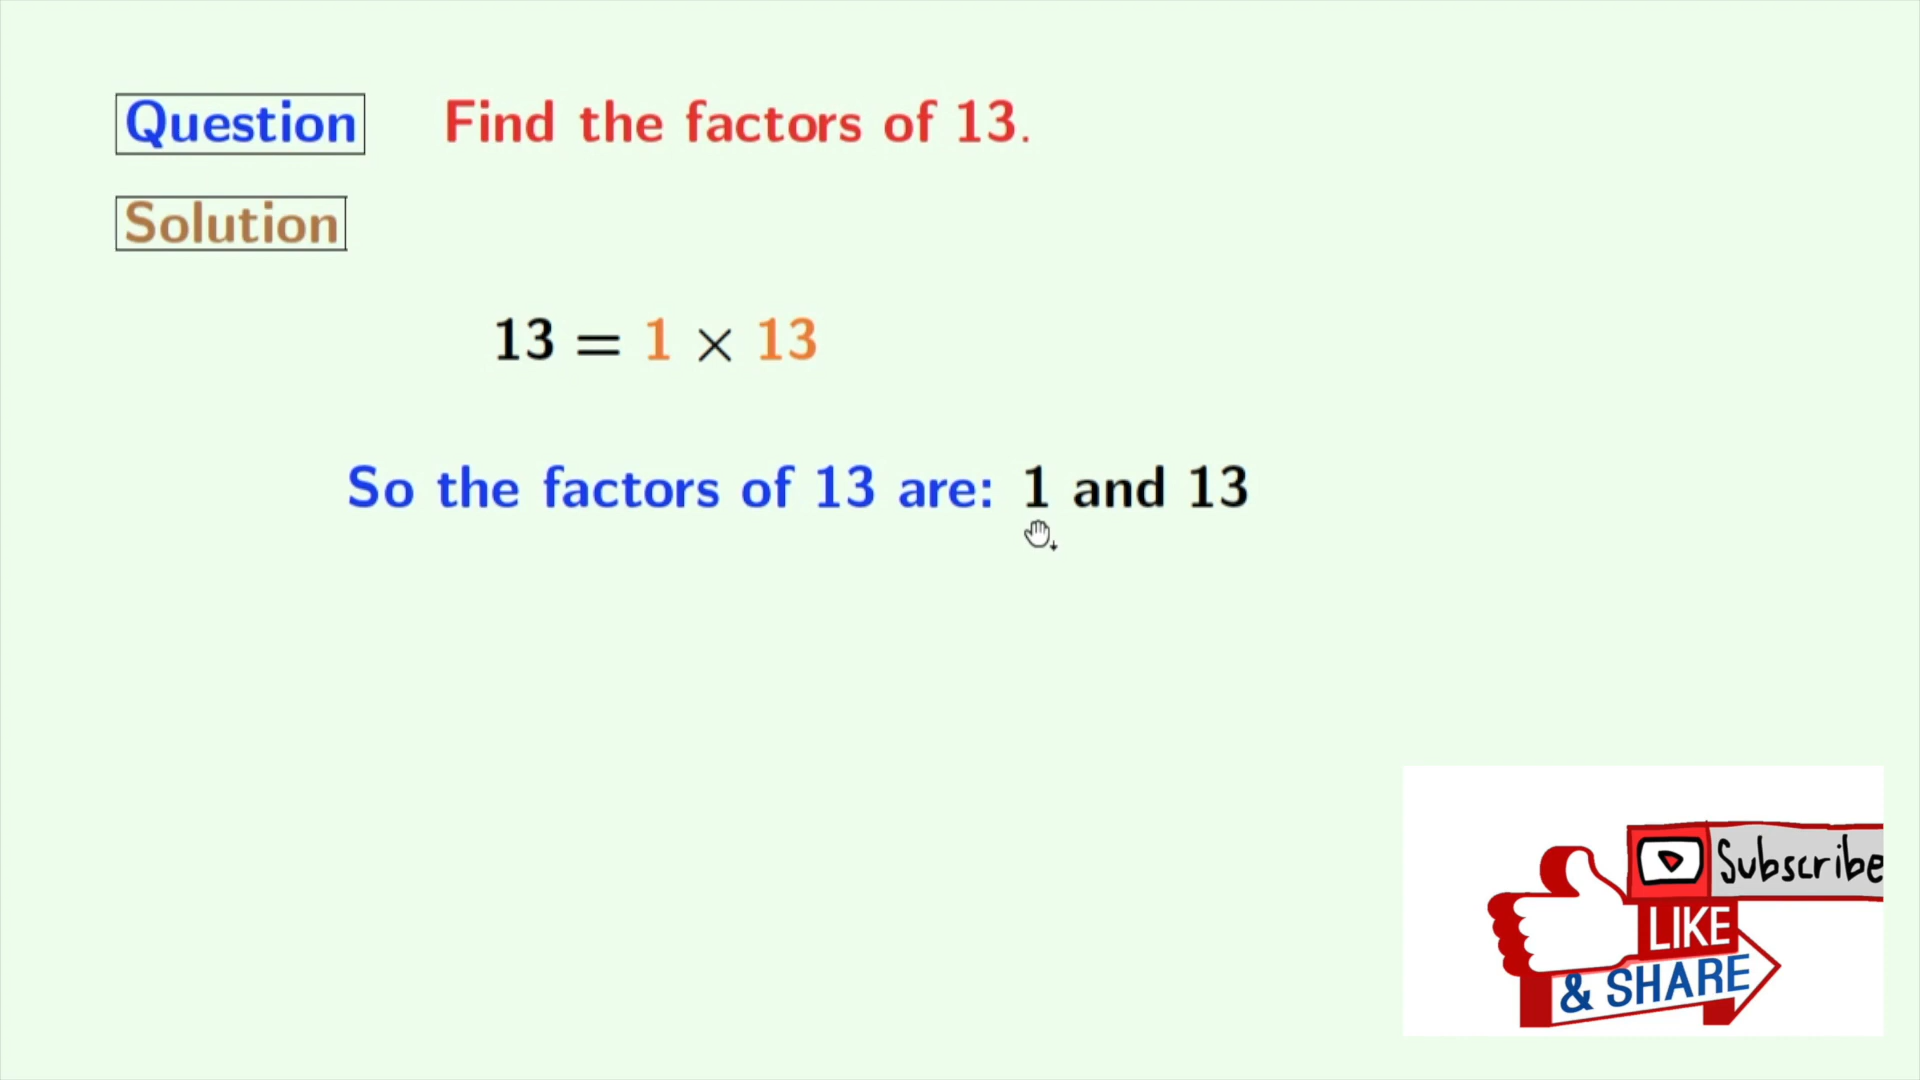 Question Find the factors of 13.
Solution
13 = 1 × 13
So the factors of 13 are: 1 and 13
Subscribe
LIKE
& SHARE